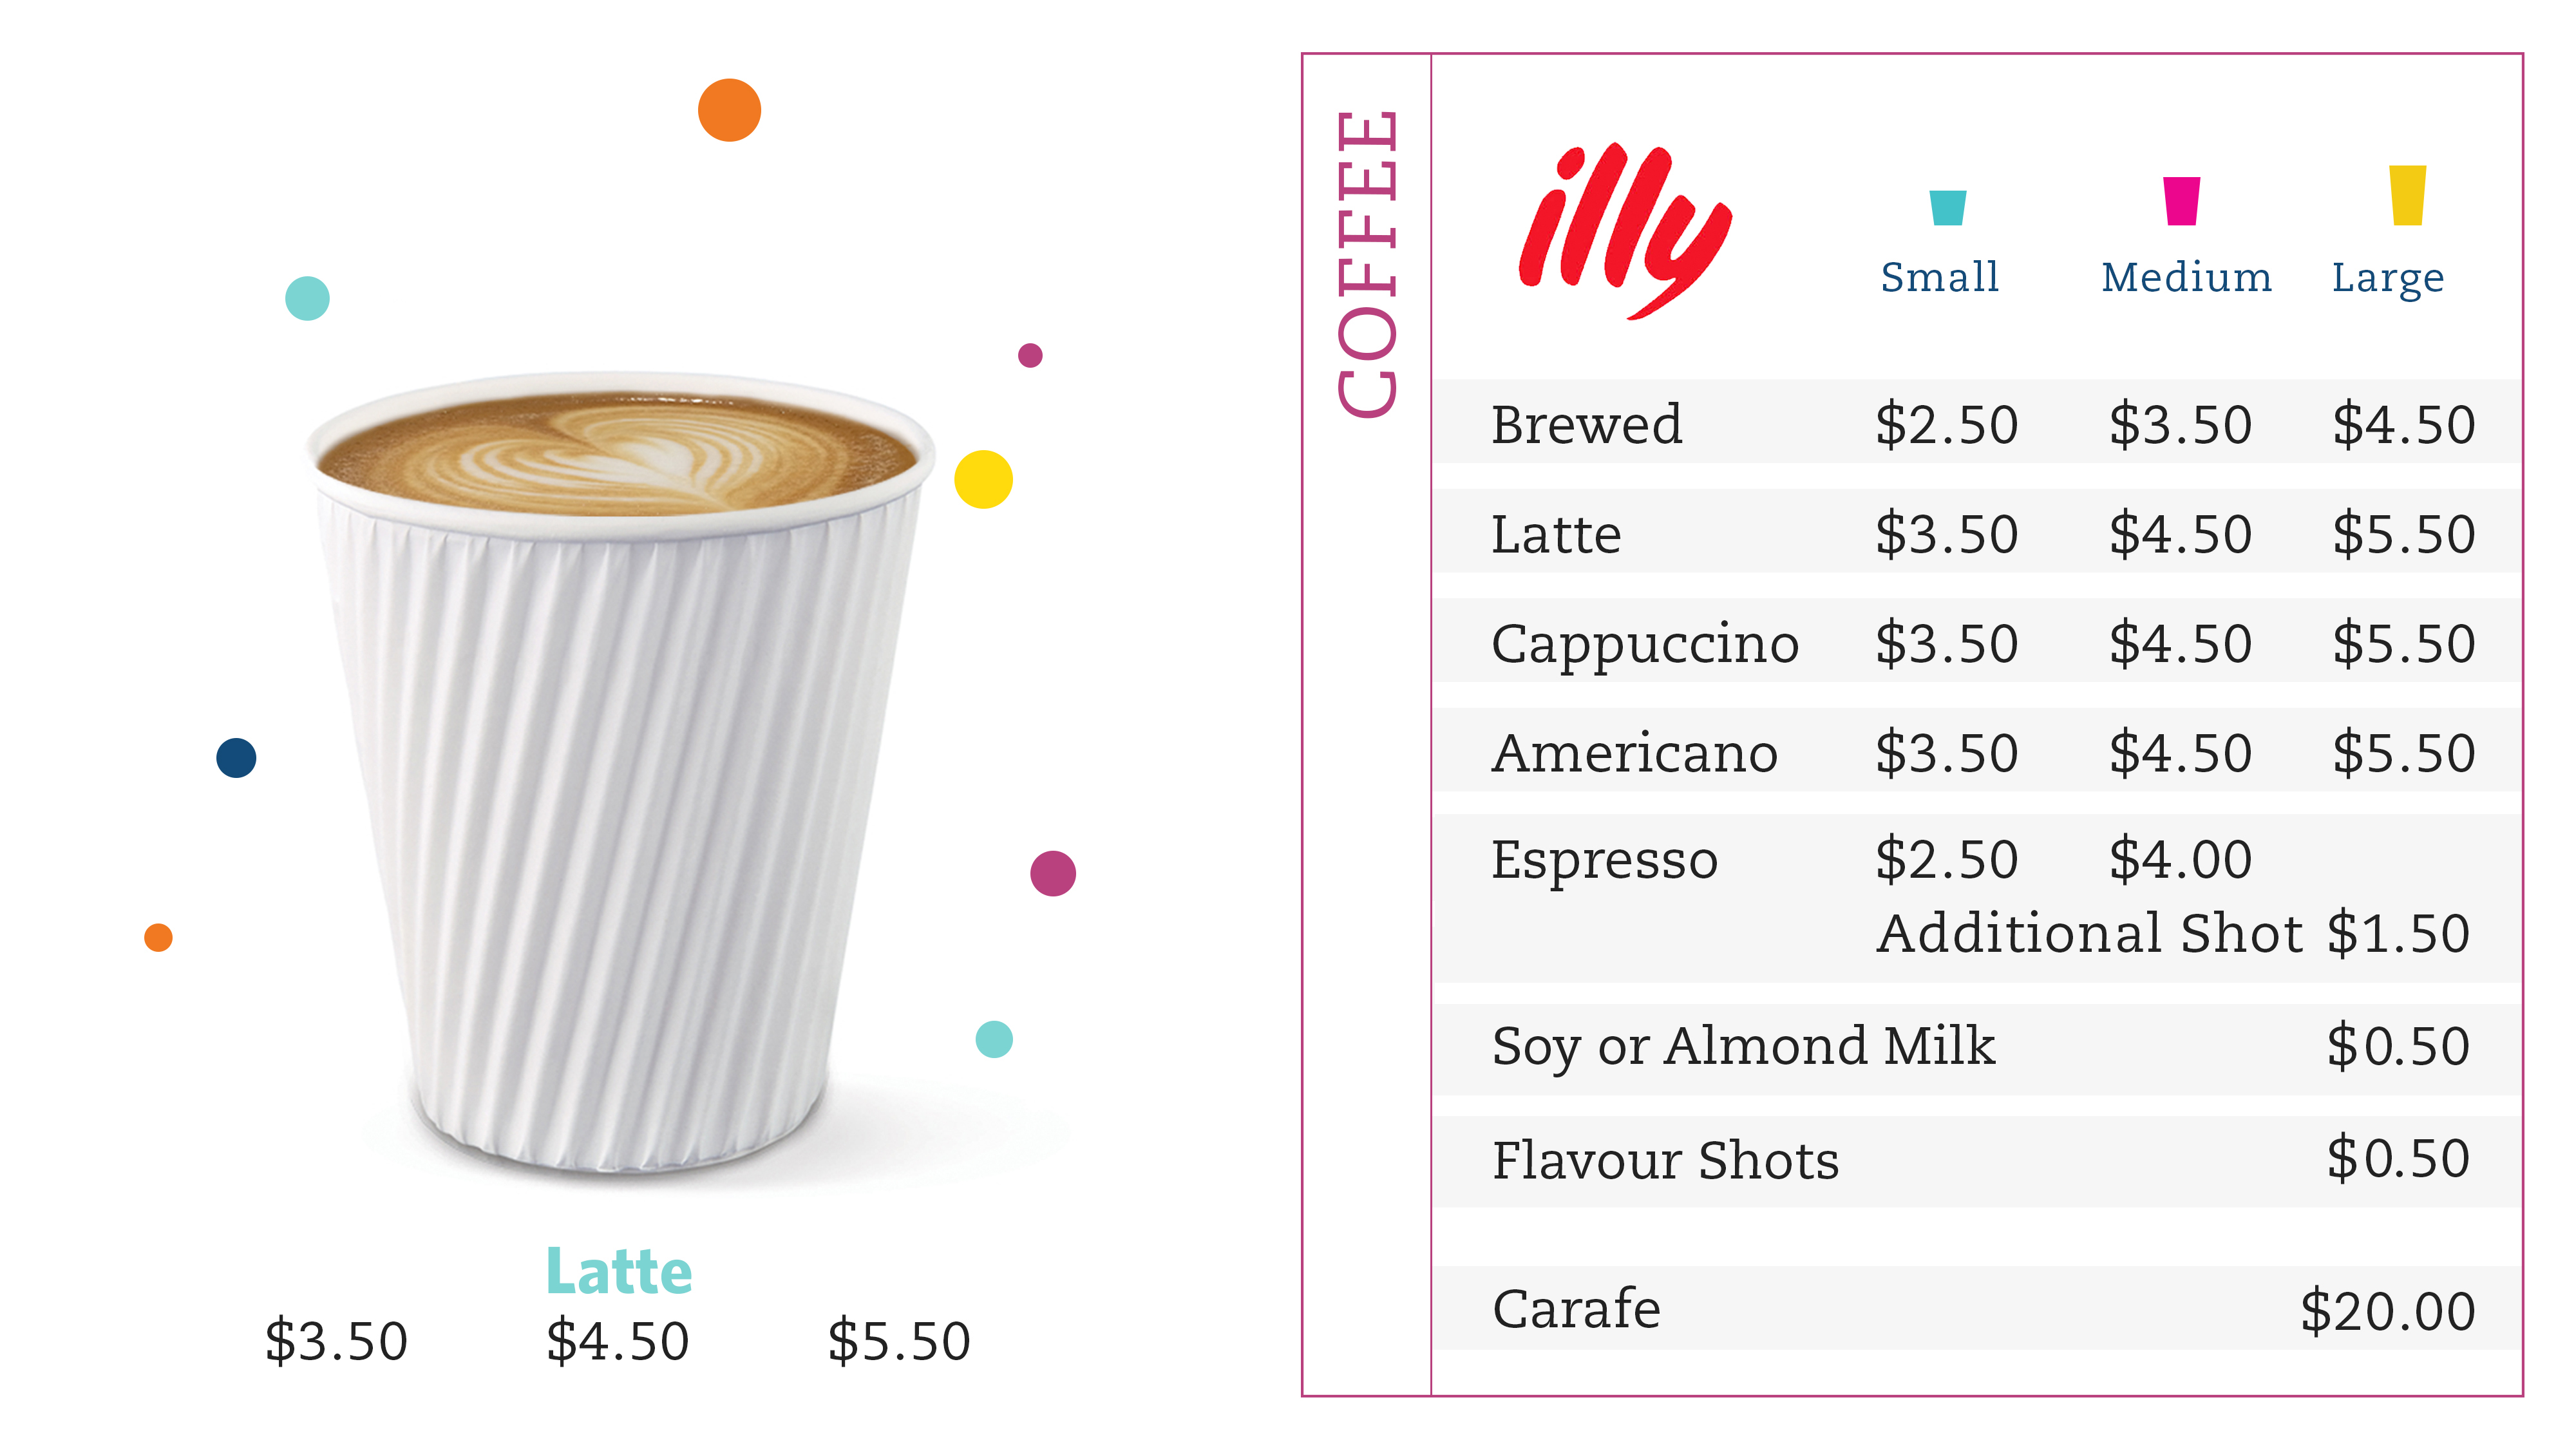 Latte
$3.50 $4.50 $5.50
COFFEE
illy
Small Medium Large
Brewed $2.50 $3.50 $4.50
Latte $3.50 $4.50 $5.50
Cappuccino $3.50 $4.50 $5.50
Americano $3.50 $4.50 $5.50
Espresso $2.50 $4.00
Additional Shot $1.50
Soy or Almond Milk $0.50
Flavour Shots $0.50
Carafe $20.00